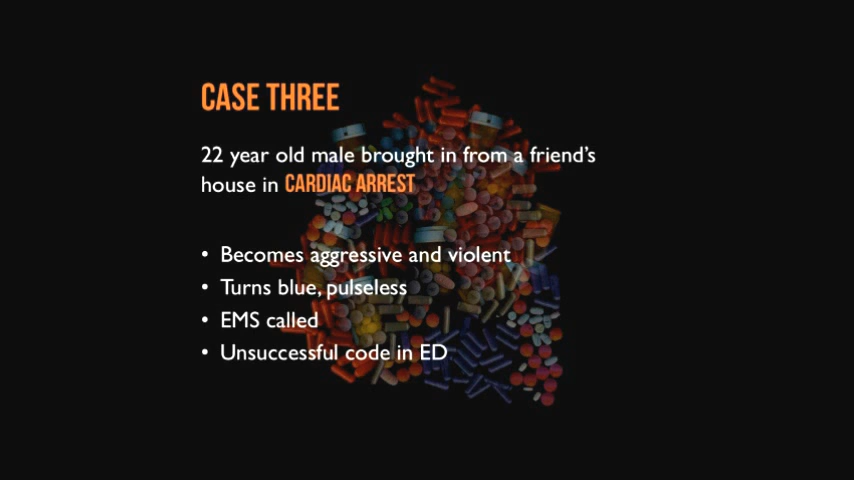 CASE THREE
22 year old male brought in from a friend's
house in CARDIAC ARREST
• Becomes aggressive and violent
• Turns blue, pulseless
• EMS called
• Unsuccessful code in ED